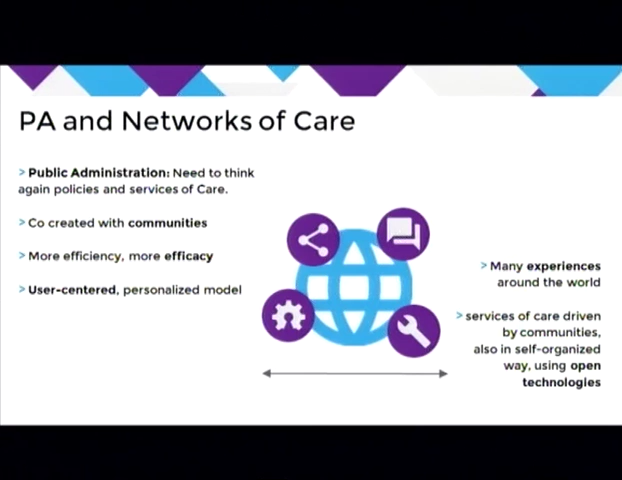 PA and Networks of Care
> Public Administration: Need to think
again policies and services of Care.
> Co created with communities
> More efficiency, more efficacy
> User-centered, personalized model
> Many experiences
around the world
> services of care driven
by communities,
also in self-organized
way, using open
technologies